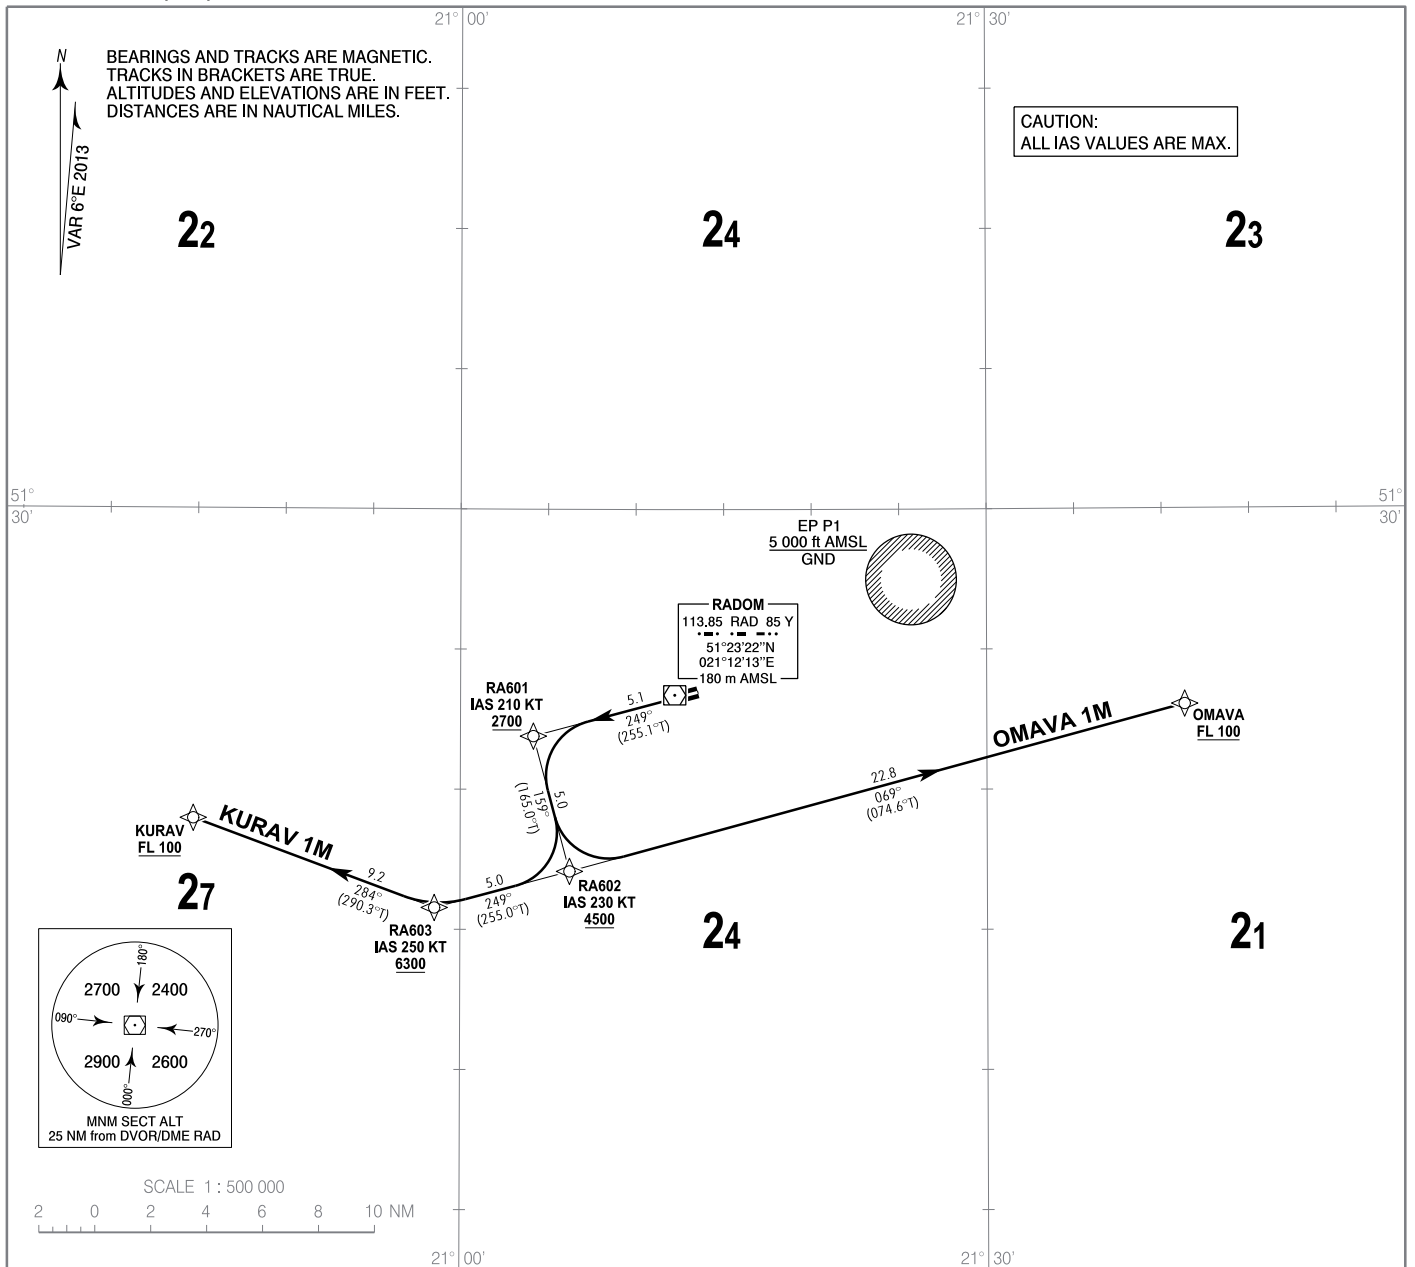 21° 00'
21° 30'
N
VAR 6°E 2013
BEARINGS AND TRACKS ARE MAGNETIC.
TRACKS IN BRACKETS ARE TRUE.
ALTITUDES AND ELEVATIONS ARE IN FEET.
DISTANCES ARE IN NAUTICAL MILES.
CAUTION:
ALL IAS VALUES ARE MAX.
22
24
23
51°
30'
51°
30'
EP P1
5 000 ft AMSL
GND
RADOM
113.85 RAD 85 Y
51°23'22"N
021°12'13"E
180 m AMSL
RA601
IAS 210 KT
2700
5.1
249°
(255.1°T)
OMAVA 1M
OMAVA
FL 100
22.8
069°
(074.6°T)
5.0
159°
(165.0°T)
KURAV
FL 100
KURAV 1M
9.2
284°
(290.3°T)
5.0
249°
(255.0°T)
RA602
IAS 230 KT
4500
RA603
IAS 250 KT
6300
27
24
21
180°
2700
2400
090°
270°
2900
2600
000°
MNM SECT ALT
25 NM from DVOR/DME RAD
SCALE 1 : 500 000
2 0 2 4 6 8 10 NM
21° 00'
21° 30'